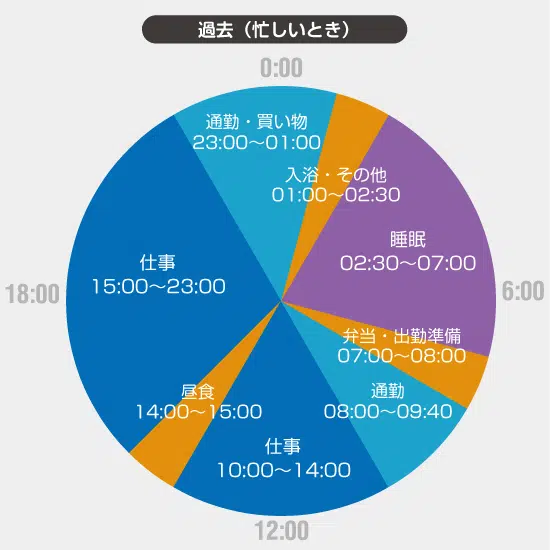 過去（忙しいとき）
0:00
通勤・買い物
23:00〜01:00
入浴・その他
01:00〜02:30
睡眠
02:30〜07:00
6:00
弁当・出勤準備
07:00〜08:00
通勤
08:00〜09:40
仕事
10:00〜14:00
12:00
昼食
14:00〜15:00
仕事
15:00〜23:00
18:00